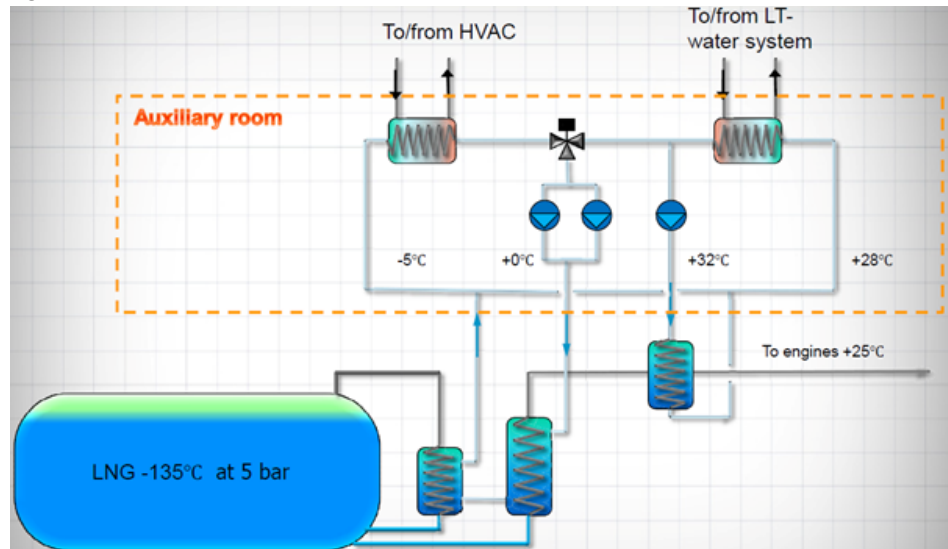 To/from HVAC
To/from LT-
water system
Auxiliary room
-5°C
+0°C
+32°C
+28°C
To engines +25°C
LNG -135°C at 5 bar